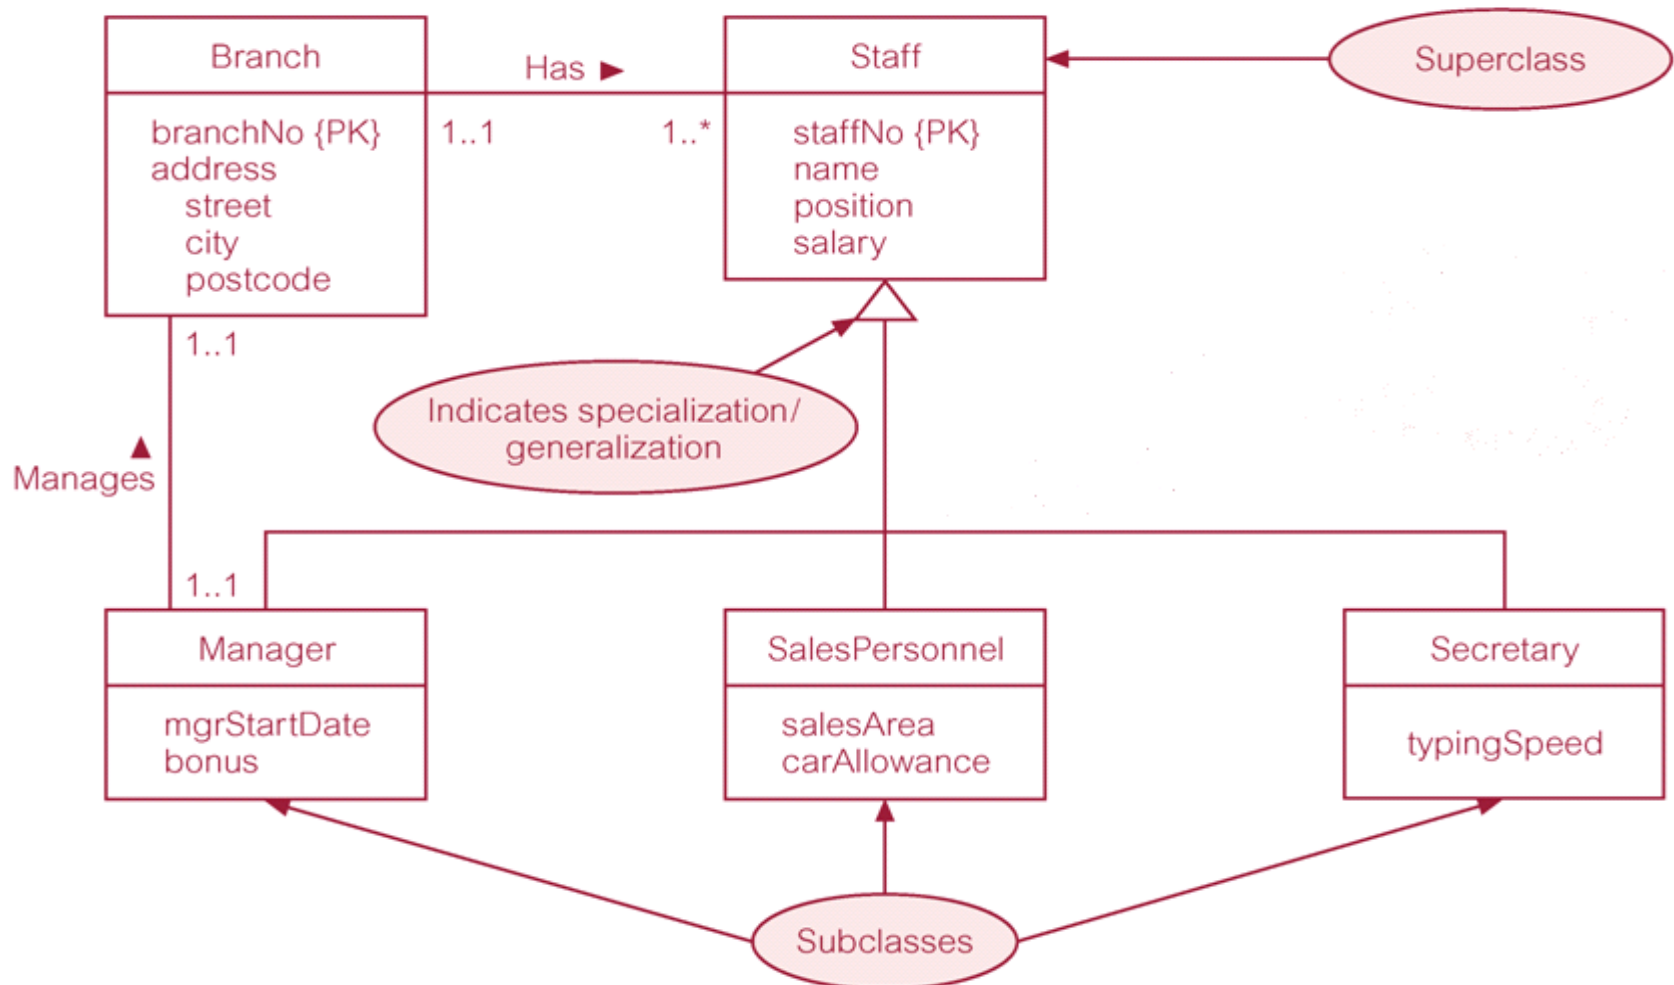 Branch
Has ►
Staff
Superclass
branchNo {PK}
address
street
city
postcode
1..1
1..*
staffNo {PK}
name
position
salary
1..1
Indicates specialization/
generalization
▲
Manages
1..1
Manager
mgrStartDate
bonus
SalesPersonnel
salesArea
carAllowance
Secretary
typingSpeed
Subclasses